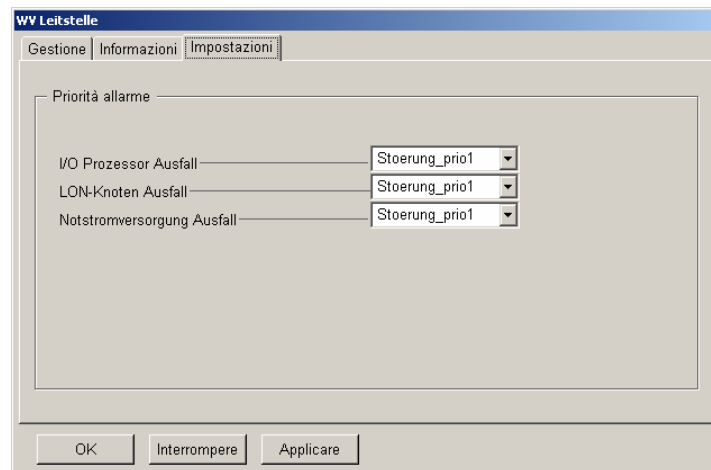 WV Leitstelle
Gestione Informazioni Impostazioni
Priorità allarme
I/O Prozessor Ausfall Stoerung_prio1
LON-Knoten Ausfall Stoerung_prio1
Notstromversorgung Ausfall Stoerung_prio1
OK Interrompere Applicare